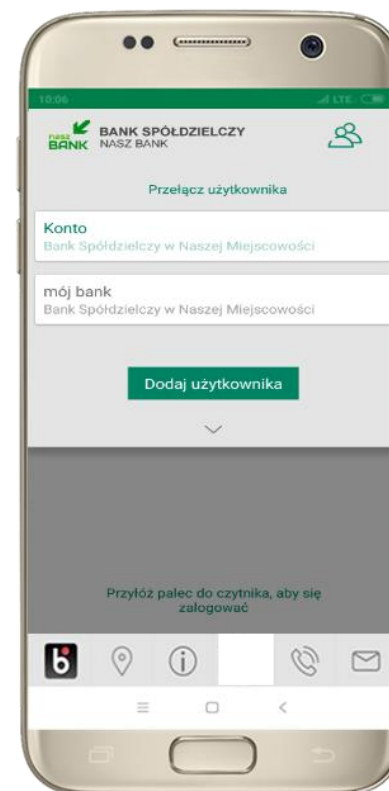 10:06 LTE
nasz BANK
BANK SPÓŁDZIELCZY
NASZ BANK
Przełącz użytkownika
Konto
Bank Spółdzielczy w Naszej Miejscowości
mój bank
Bank Spółdzielczy w Naszej Miejscowości
Dodaj użytkownika
Przyłóż palec do czytnika, aby się
zalogować